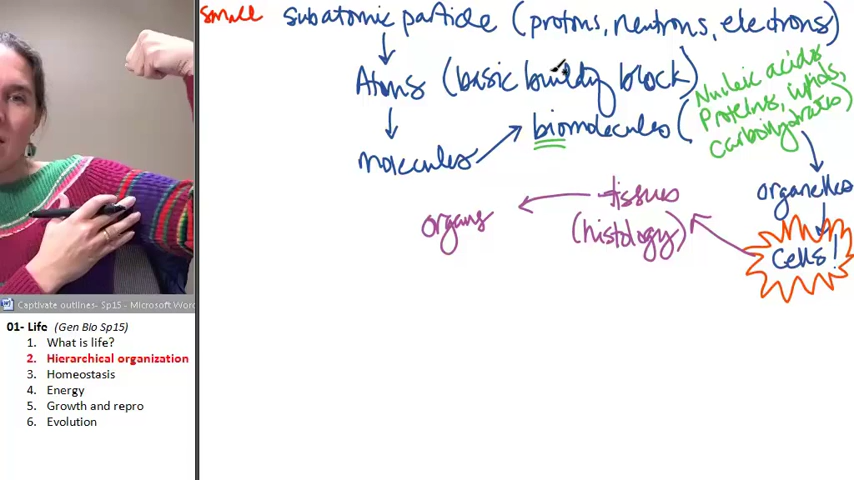 small subatomic particle (protons, neutrons, electrons)
Atoms (basic building block)
Nucleic acids
Proteins, lipids,
carbohydrates)
molecules
biomolecules (
organelles
tissues
organs
(histology)
Cells!
Captivate outlines- Sp15 - Microsoft Word
01- Life (Gen Bio Sp15)
1. What is life?
2. Hierarchical organization
3. Homeostasis
4. Energy
5. Growth and repro
6. Evolution